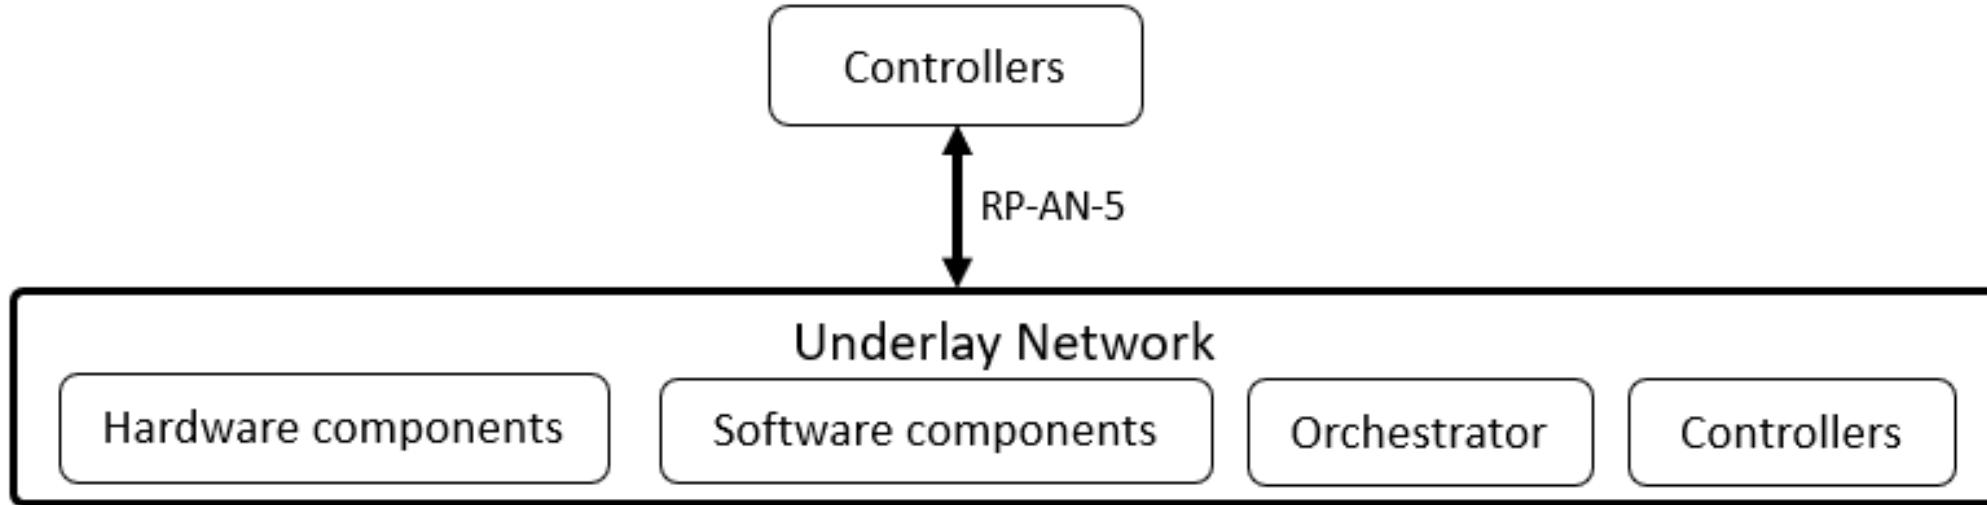 Controllers
RP-AN-5
Underlay Network
Hardware components
Software components
Orchestrator
Controllers